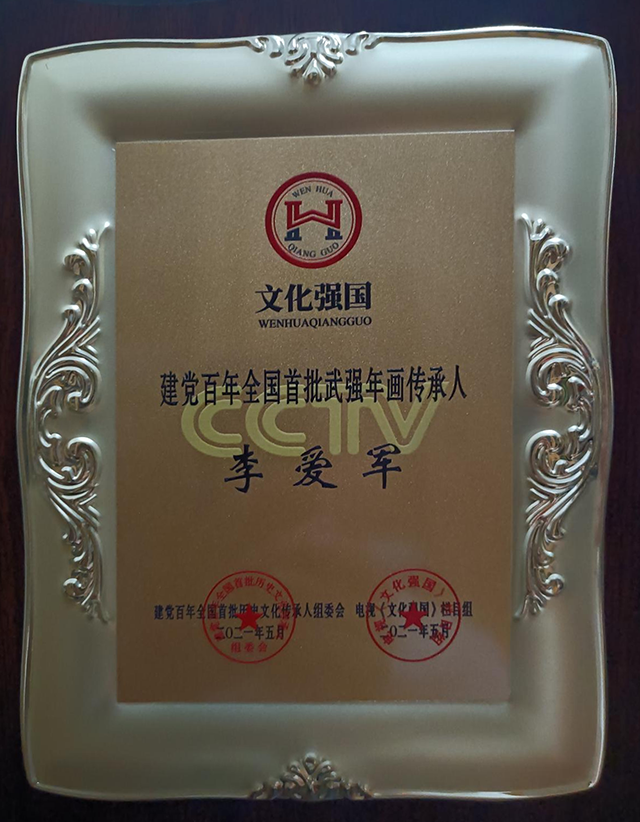 WEN HUA
QIANG GUO
文化强国
WENHUAQIANGGUO
建党百年全国首批武强年画传承人
CCTV
李爱军
建党百年全国首批历史文化传承人组委会 电视《文化强国》栏目组
二〇二一年五月 二〇二一年五月
组委会